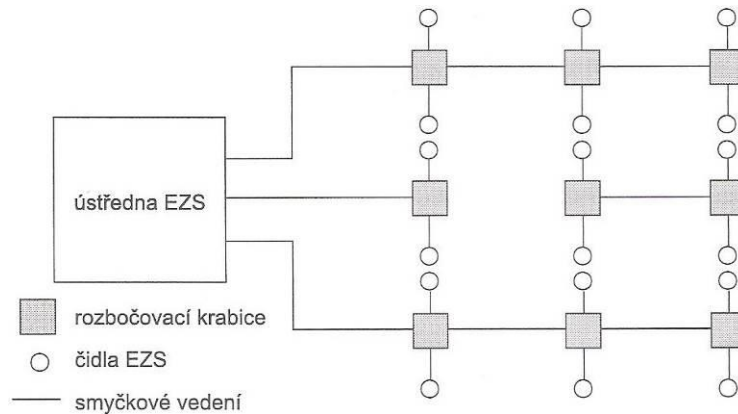 ústředna EZS
rozbočovací krabice
čidla EZS
smyčkové vedení